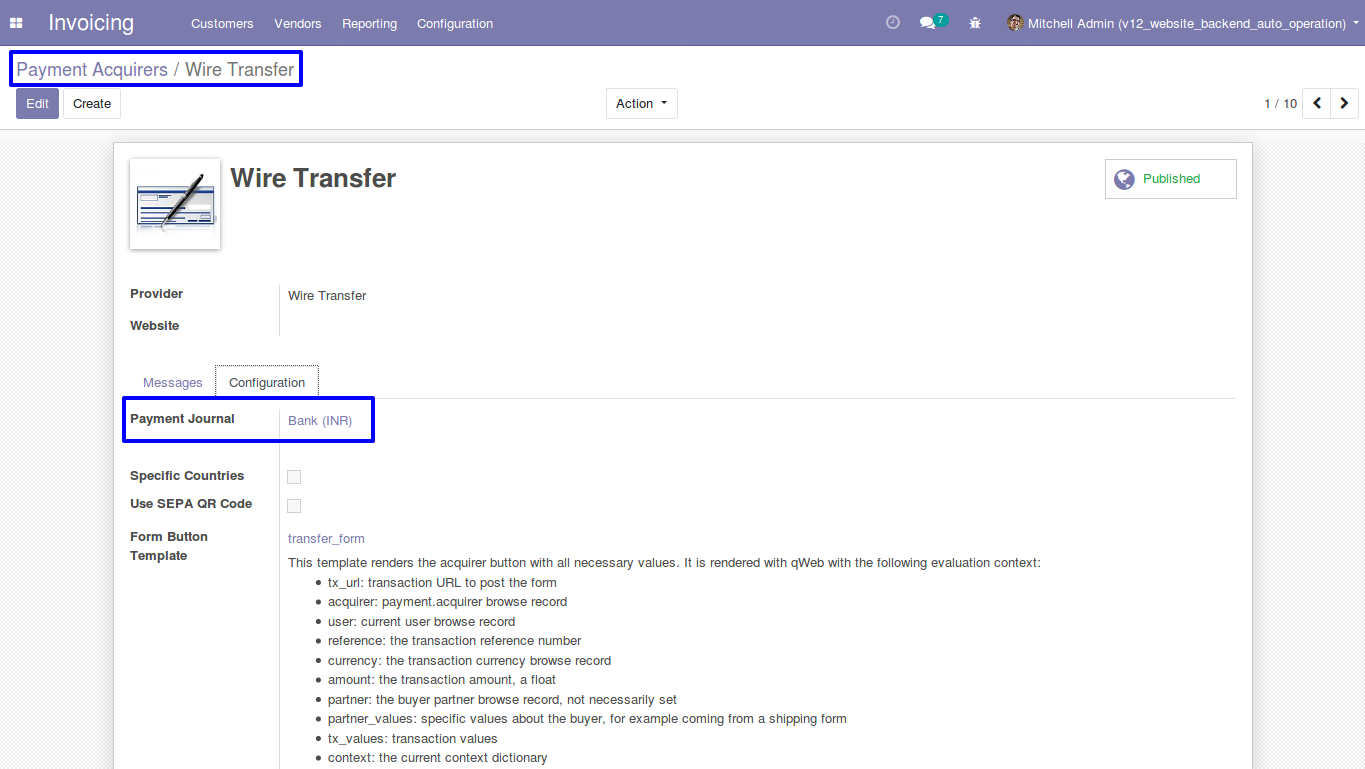 Invoicing Customers Vendors Reporting Configuration 7 Mitchell Admin (v12_website_backend_auto_operation)
Payment Acquirers / Wire Transfer
Edit Create Action 1 / 10
Wire Transfer
Published
Provider Wire Transfer
Website
Messages Configuration
Payment Journal Bank (INR)
Specific Countries
Use SEPA QR Code
Form Button Template transfer_form
This template renders the acquirer button with all necessary values. It is rendered with qWeb with the following evaluation context:
• tx_url: transaction URL to post the form
• acquirer: payment.acquirer browse record
• user: current user browse record
• reference: the transaction reference number
• currency: the transaction currency browse record
• amount: the transaction amount, a float
• partner: the buyer partner browse record, not necessarily set
• partner_values: specific values about the buyer, for example coming from a shipping form
• tx_values: transaction values
• context: the current context dictionary